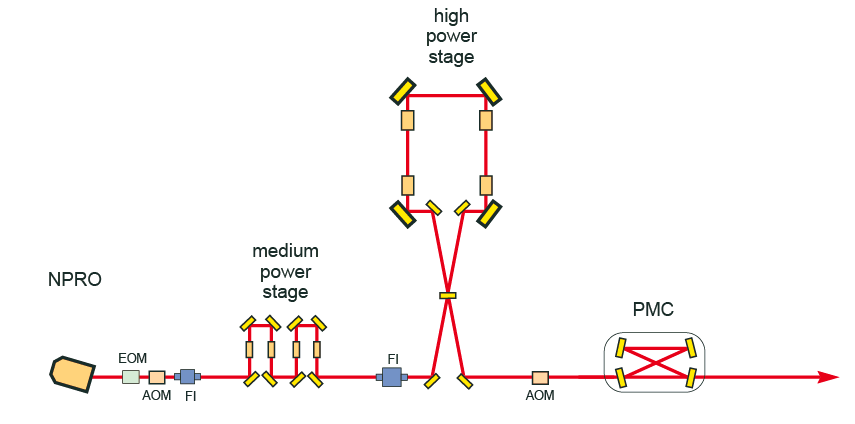 high
power
stage
medium
power
stage
NPRO
PMC
EOM
AOM
FI
FI
AOM